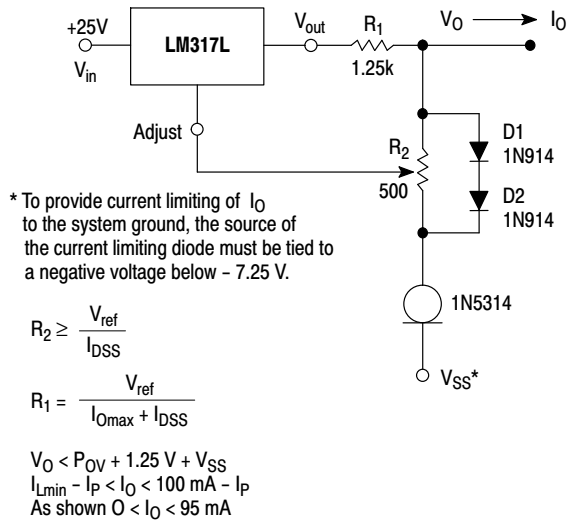 +25V
V_in
LM317L
V_out
R_1
1.25k
V_O
I_O
Adjust
R_2
500
D1
1N914
D2
1N914
* To provide current limiting of I_O
to the system ground, the source of
the current limiting diode must be tied to
a negative voltage below – 7.25 V.
1N5314
V_SS*
R_2 ≥ V_ref / I_DSS
R_1 = V_ref / I_Omax + I_DSS
V_O < P_OV + 1.25 V + V_SS
I_Lmin – I_P < I_O < 100 mA – I_P
As shown O < I_O < 95 mA